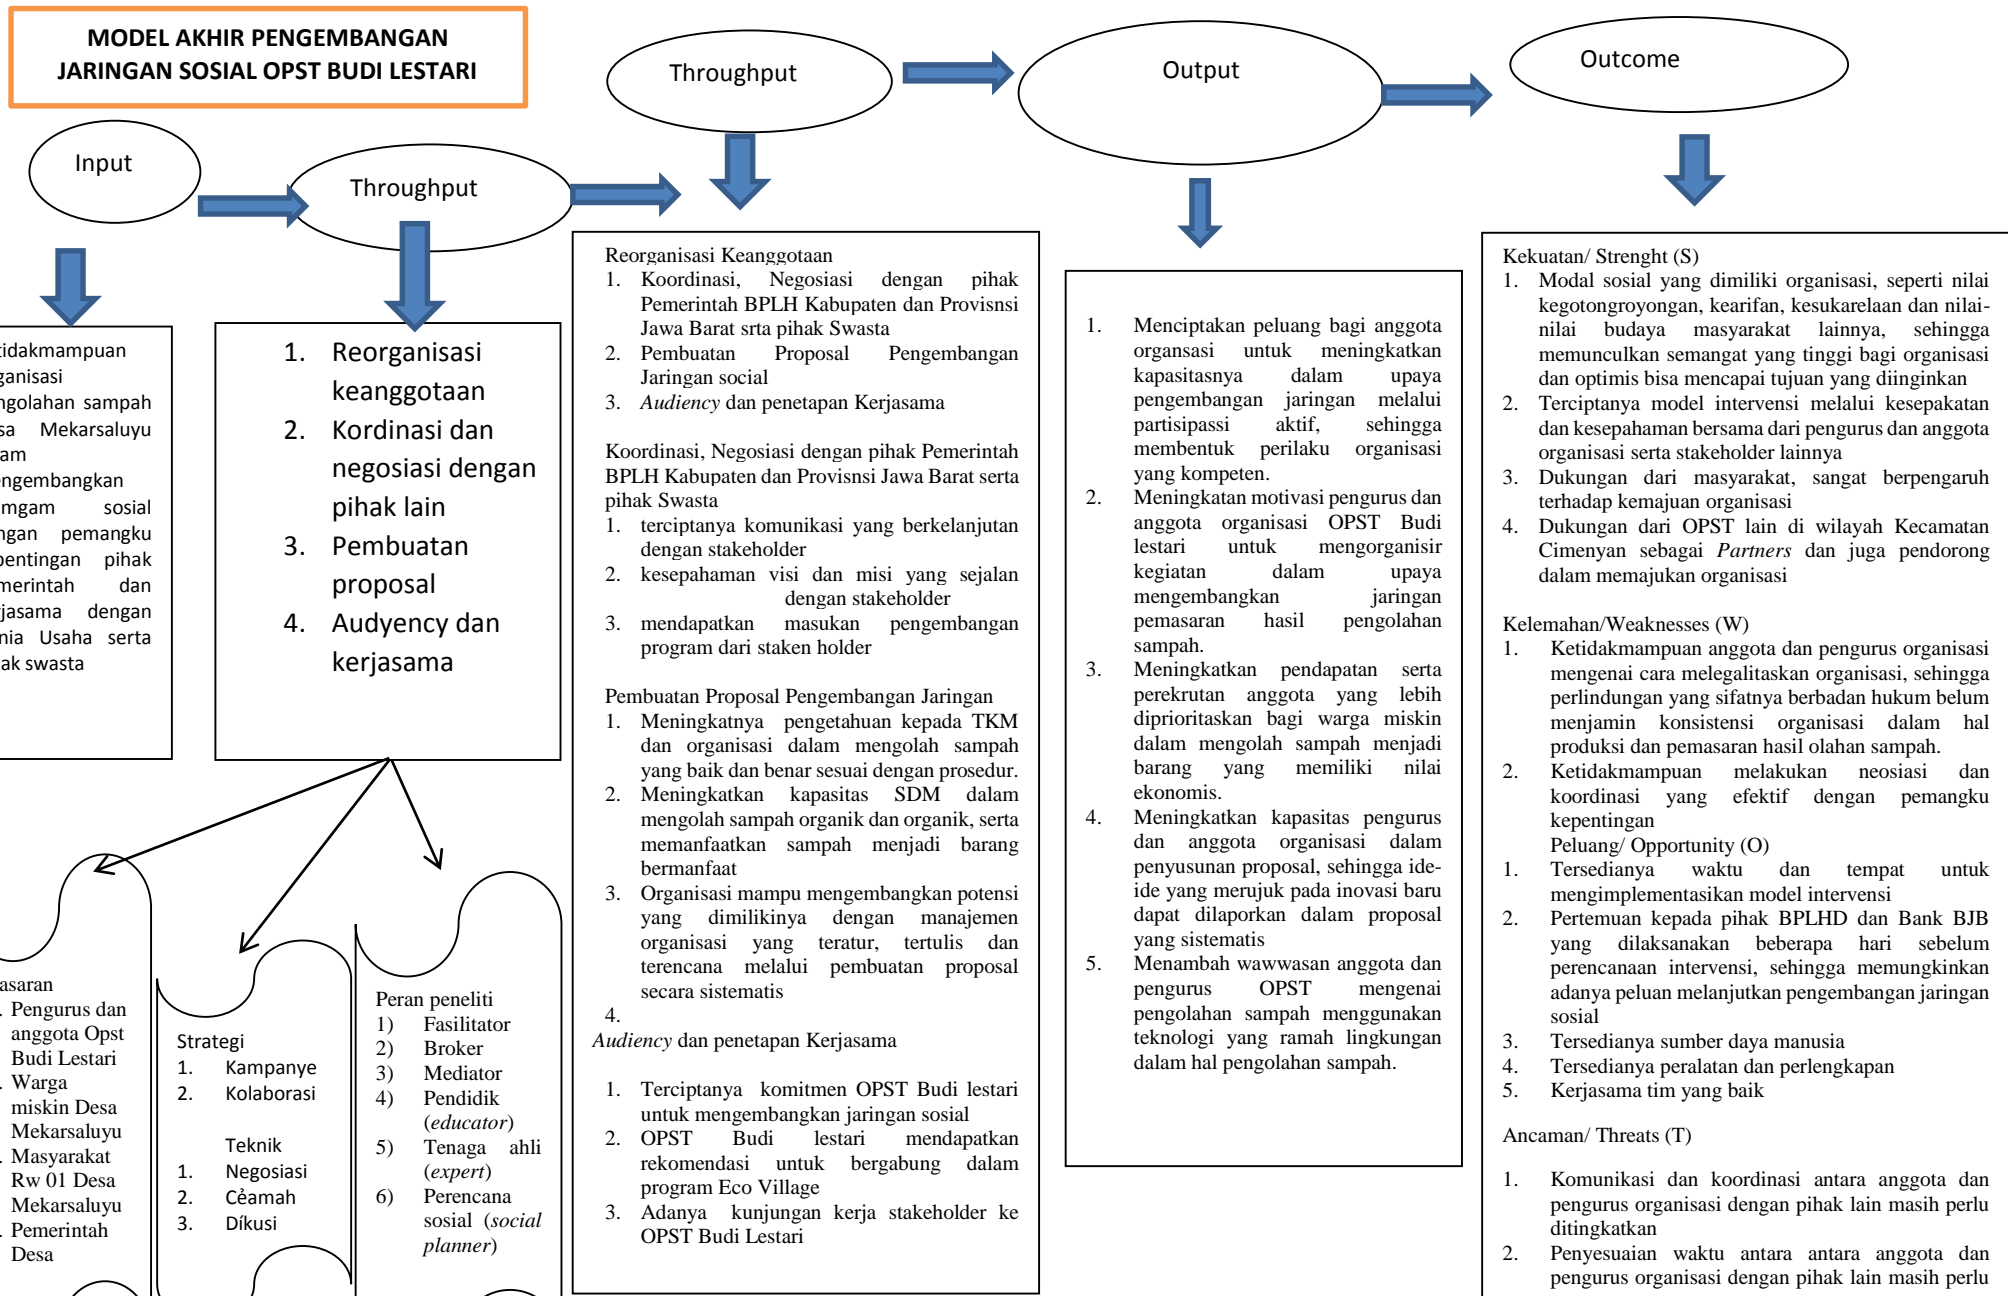 MODEL AKHIR PENGEMBANGAN
JARINGAN SOSIAL OPST BUDI LESTARI
Input
Throughput
Throughput
Output
Outcome
tidakmampuan
ganisasi
ngolahan sampah
sa Mekarsaluyu
am
engembangkan
mgam sosial
ngan pemangku
pentingan pihak
merintah dan
rjasama dengan
nia Usaha serta
ak swasta
1. Reorganisasi
keanggotaan
2. Kordinasi dan
negosiasi dengan
pihak lain
3. Pembuatan
proposal
4. Audyency dan
kerjasama
asaran
. Pengurus dan
anggota Opst
Budi Lestari
. Warga
miskin Desa
Mekarsaluyu
. Masyarakat
Rw 01 Desa
Mekarsaluyu
. Pemerintah
Desa
Strategi
1. Kampanye
2. Kolaborasi
Teknik
1. Negosiasi
2. Cẻamah
3. Díkusi
Peran peneliti
1) Fasilitator
2) Broker
3) Mediator
4) Pendidik
(educator)
5) Tenaga ahli
(expert)
6) Perencana
sosial (social
planner)
Reorganisasi Keanggotaan
1. Koordinasi, Negosiasi dengan pihak
Pemerintah BPLH Kabupaten dan Provisnsi
Jawa Barat srta pihak Swasta
2. Pembuatan Proposal Pengembangan
Jaringan social
3. Audiency dan penetapan Kerjasama
Koordinasi, Negosiasi dengan pihak Pemerintah
BPLH Kabupaten dan Provisnsi Jawa Barat serta
pihak Swasta
1. terciptanya komunikasi yang berkelanjutan
dengan stakeholder
2. kesepahaman visi dan misi yang sejalan
dengan stakeholder
3. mendapatkan masukan pengembangan
program dari staken holder
Pembuatan Proposal Pengembangan Jaringan
1. Meningkatnya pengetahuan kepada TKM
dan organisasi dalam mengolah sampah
yang baik dan benar sesuai dengan prosedur.
2. Meningkatkan kapasitas SDM dalam
mengolah sampah organik dan organik, serta
memanfaatkan sampah menjadi barang
bermanfaat
3. Organisasi mampu mengembangkan potensi
yang dimilikinya dengan manajemen
organisasi yang teratur, tertulis dan
terencana melalui pembuatan proposal
secara sistematis
4.
Audiency dan penetapan Kerjasama
1. Terciptanya komitmen OPST Budi lestari
untuk mengembangkan jaringan sosial
2. OPST Budi lestari mendapatkan
rekomendasi untuk bergabung dalam
program Eco Village
3. Adanya kunjungan kerja stakeholder ke
OPST Budi Lestari
1. Menciptakan peluang bagi anggota
organsasi untuk meningkatkan
kapasitasnya dalam upaya
pengembangan jaringan melalui
partisipassi aktif, sehingga
membentuk perilaku organisasi
yang kompeten.
2. Meningkatan motivasi pengurus dan
anggota organisasi OPST Budi
lestari untuk mengorganisir
kegiatan dalam upaya
mengembangkan jaringan
pemasaran hasil pengolahan
sampah.
3. Meningkatkan pendapatan serta
perekrutan anggota yang lebih
diprioritaskan bagi warga miskin
dalam mengolah sampah menjadi
barang yang memiliki nilai
ekonomis.
4. Meningkatkan kapasitas pengurus
dan anggota organisasi dalam
penyusunan proposal, sehingga ide-
ide yang merujuk pada inovasi baru
dapat dilaporkan dalam proposal
yang sistematis
5. Menambah wawwasan anggota dan
pengurus OPST mengenai
pengolahan sampah menggunakan
teknologi yang ramah lingkungan
dalam hal pengolahan sampah.
Kekuatan/ Strenght (S)
1. Modal sosial yang dimiliki organisasi, seperti nilai
kegotongroyongan, kearifan, kesukarelaan dan nilai-
nilai budaya masyarakat lainnya, sehingga
memunculkan semangat yang tinggi bagi organisasi
dan optimis bisa mencapai tujuan yang diinginkan
2. Terciptanya model intervensi melalui kesepakatan
dan kesepahaman bersama dari pengurus dan anggota
organisasi serta stakeholder lainnya
3. Dukungan dari masyarakat, sangat berpengaruh
terhadap kemajuan organisasi
4. Dukungan dari OPST lain di wilayah Kecamatan
Cimenyan sebagai Partners dan juga pendorong
dalam memajukan organisasi
Kelemahan/Weaknesses (W)
1. Ketidakmampuan anggota dan pengurus organisasi
mengenai cara melegalitaskan organisasi, sehingga
perlindungan yang sifatnya berbadan hukum belum
menjamin konsistensi organisasi dalam hal
produksi dan pemasaran hasil olahan sampah.
2. Ketidakmampuan melakukan neosiasi dan
koordinasi yang efektif dengan pemangku
kepentingan
Peluang/ Opportunity (O)
1. Tersedianya waktu dan tempat untuk
mengimplementasikan model intervensi
2. Pertemuan kepada pihak BPLHD dan Bank BJB
yang dilaksanakan beberapa hari sebelum
perencanaan intervensi, sehingga memungkinkan
adanya peluan melanjutkan pengembangan jaringan
sosial
3. Tersedianya sumber daya manusia
4. Tersedianya peralatan dan perlengkapan
5. Kerjasama tim yang baik
Ancaman/ Threats (T)
1. Komunikasi dan koordinasi antara anggota dan
pengurus organisasi dengan pihak lain masih perlu
ditingkatkan
2. Penyesuaian waktu antara antara anggota dan
pengurus organisasi dengan pihak lain masih perlu